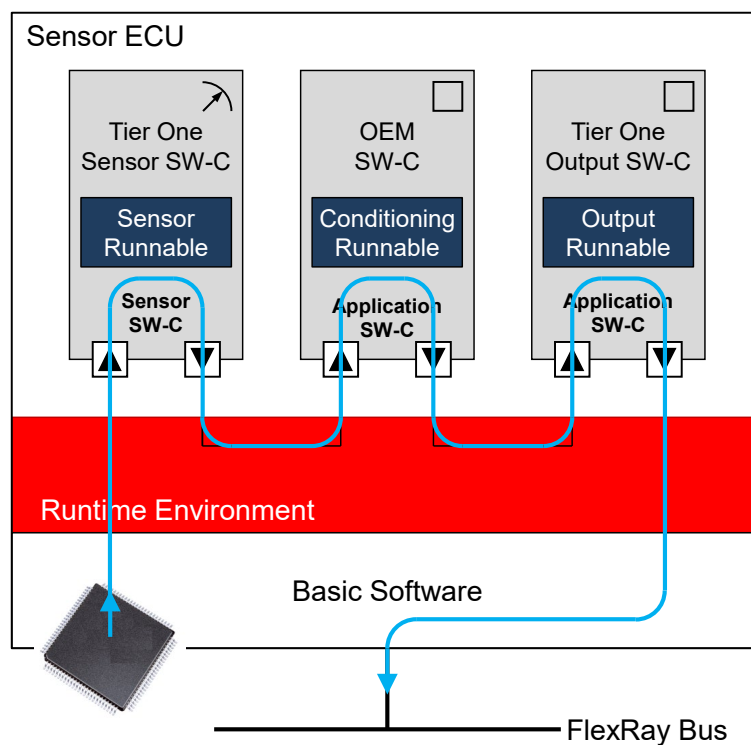 Sensor ECU
Tier One
Sensor SW-C
Sensor
Runnable
Sensor
SW-C
OEM
SW-C
Conditioning
Runnable
Application
SW-C
Tier One
Output SW-C
Output
Runnable
Application
SW-C
Runtime Environment
Basic Software
FlexRay Bus